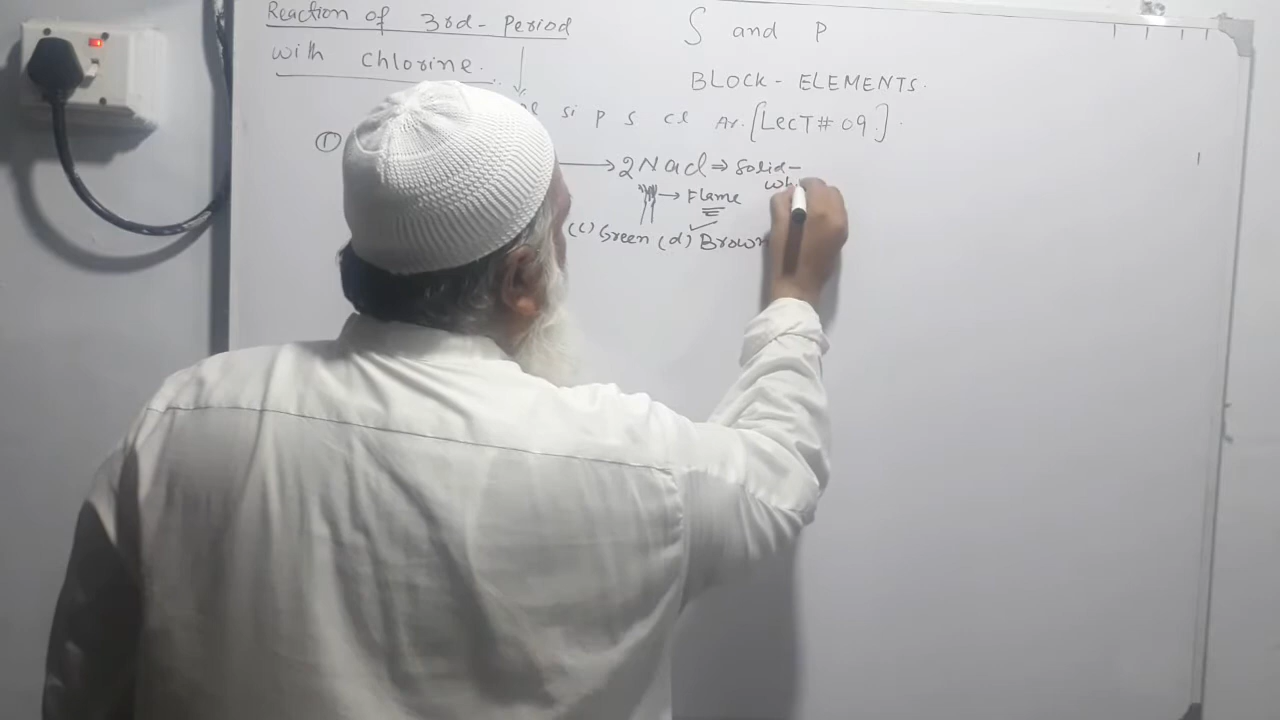 Reaction of 3rd-Period
with chlorine.
S and P
BLOCK-ELEMENTS.
[LECT#09.]
si p s cl Ar.
① → 2Nacl ⇒ Solid-
→ Flame
(c) Green (d) Brown